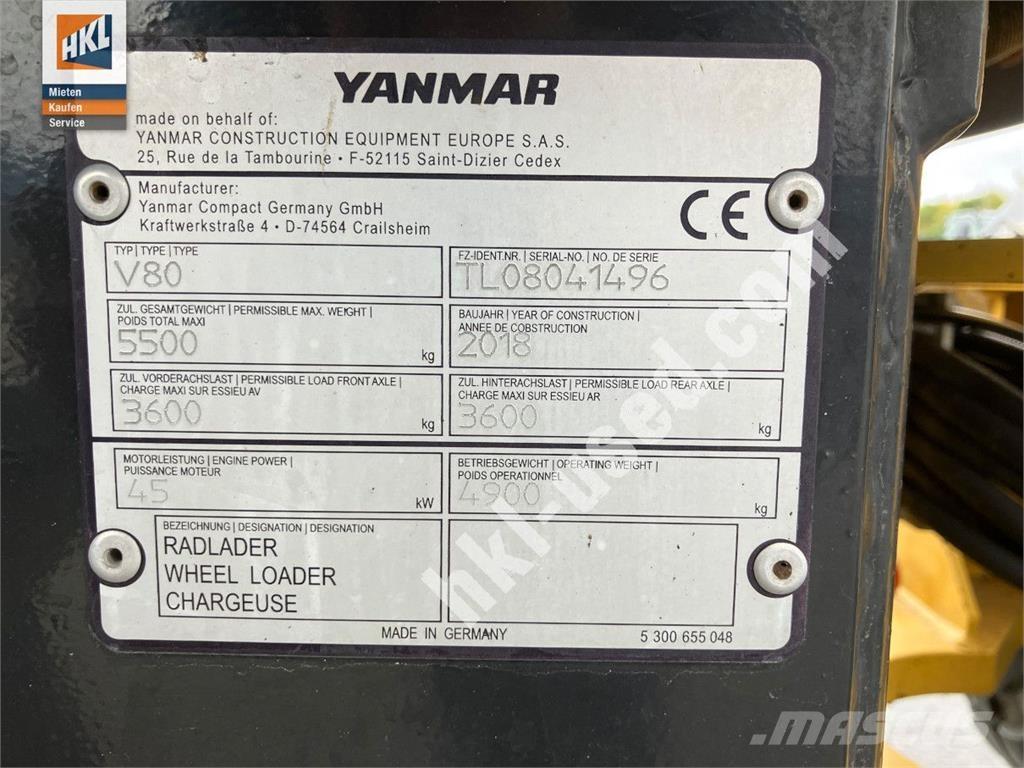 HKL
Mieten
Kaufen
Service
YANMAR
made on behalf of:
YANMAR CONSTRUCTION EQUIPMENT EUROPE S.A.S.
25, Rue de la Tambourine · F-52115 Saint-Dizier Cedex
Manufacturer:
Yanmar Compact Germany GmbH
Kraftwerkstraße 4 · D-74564 Crailsheim
CE
TYP | TYPE | TYPE
V80
FZ-IDENT.NR. | SERIAL-NO. | NO. DE SERIE
TL08041496
ZUL. GESAMTGEWICHT | PERMISSIBLE MAX. WEIGHT |
POIDS TOTAL MAXI
5500 kg
BAUJAHR | YEAR OF CONSTRUCTION |
ANNEE DE COBSTRUCTION
2018
ZUL. VORDERACHSLAST | PERMISSIBLE LOAD FRONT AXLE |
CHARGE MAXI SUR ESSIEU AV
3600 kg
ZUL. HINTERACHSLAST | PERMISSIBLE LOAD REAR AXLE |
CHARGE MAXI SUR ESSIEU AR
3600 kg
MOTORLEISTUNG | ENGINE POWER |
PUISSANCE MOTEUR
45 kW
BETRIEBSGEWICHT | OPERATING WEIGHT |
POIDS OPERATIONNEL
4900 kg
BEZEICHNUNG | DESIGNATION | DESIGNATION
RADLADER
WHEEL LOADER
CHARGEUSE
MADE IN GERMANY
5 300 655 048
hkl-used.com
MASCUS